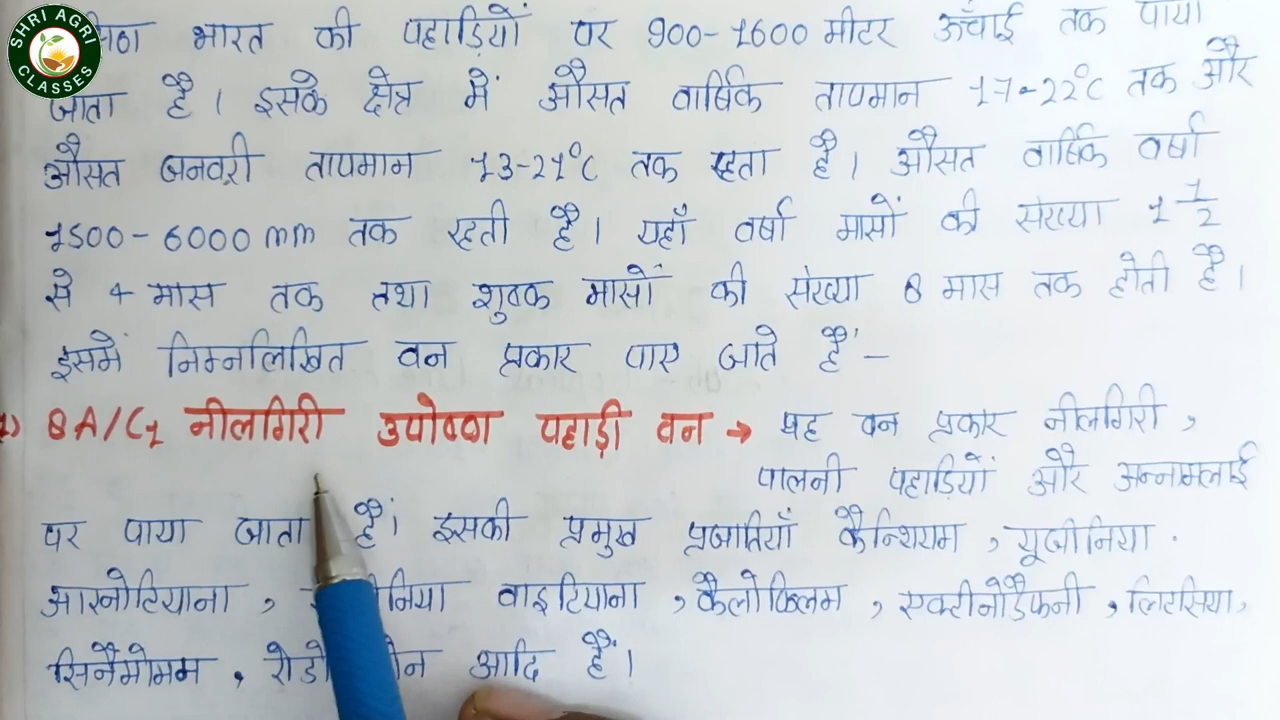 SHRI AGRI CLASSES
भारत की पहाड़ियों पर 900-1600 मीटर ऊँचाई तक पाया
जाता है। इसके क्षेत्र में औसत वार्षिक तापमान 17-22°C तक और
औसत जनवरी तापमान 13-21°C तक रहता है। औसत वार्षिक वर्षा
1500-6000 mm तक रहती है। यहाँ वर्षा मासों की संख्या 1 1/2
से 4 मास तक तथा शुष्क मासों की संख्या 8 मास तक होती है।
इसमें निम्नलिखित वन प्रकार पाए जाते हैं –
1) 8A/C1 नीलगिरी उपोष्ण पहाड़ी वन → यह वन प्रकार नीलगिरी,
पालनी पहाड़ियों और अन्नामलाई
पर पाया जाता है। इसकी प्रमुख प्रजातियाँ कैन्थियम, यूजीनिया
आरनोटियाना, वाइटियाना, कैलोफिलम, एक्टीनोडैफनी, लिटसिया,
सिनैमोमम, आदि हैं।